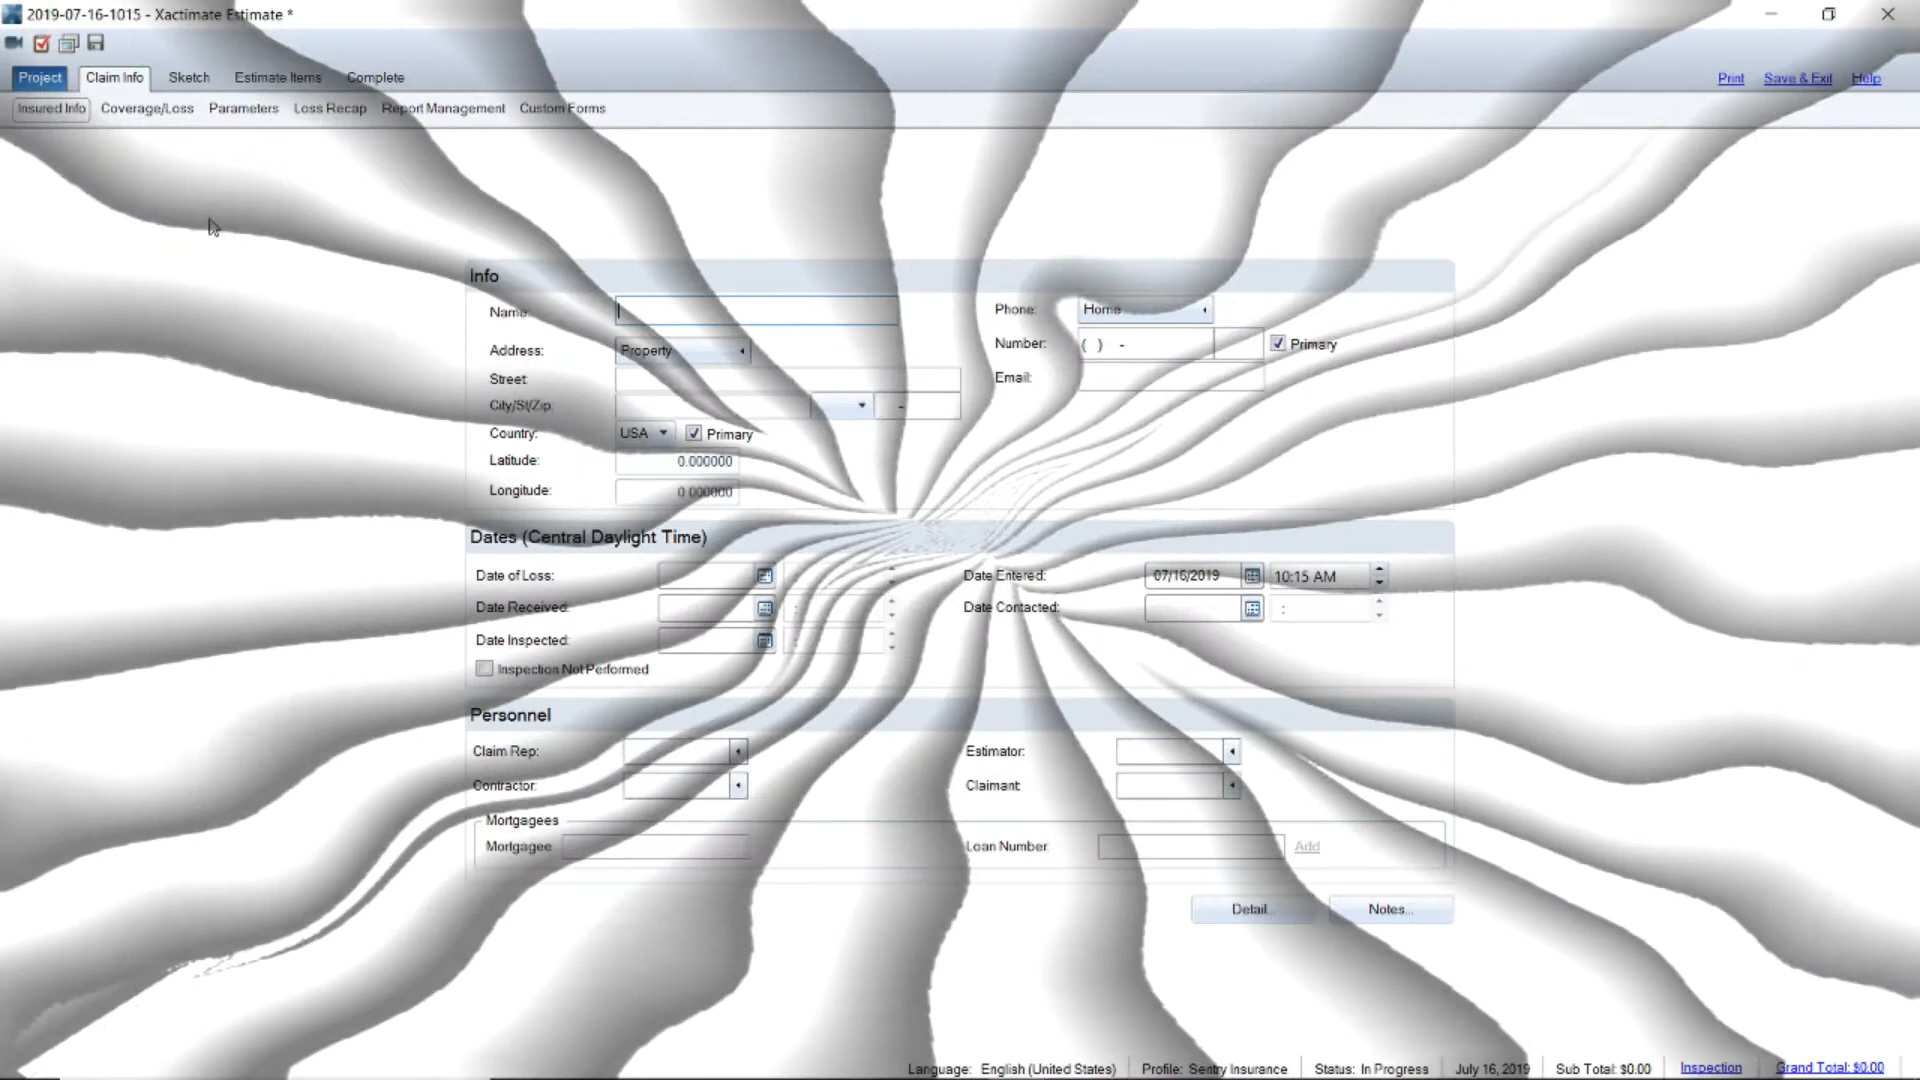 2019-07-16-1015 - Xactimate Estimate *
Project Claim Info Sketch Estimate Items Complete Print Save & Exit Help
Insured Info Coverage/Loss Parameters Loss Recap Report Management Custom Forms
Info
Name: Phone: Home
Address: Property Number: ( ) - Primary
Street: Email:
City/St/Zip: -
Country: USA Primary
Latitude: 0.000000
Longitude: 0.000000
Dates (Central Daylight Time)
Date of Loss: : Date Entered: 07/16/2019 10:15 AM
Date Received: : Date Contacted: :
Date Inspected: :
Inspection Not Performed
Personnel
Claim Rep: Estimator:
Contractor: Claimant:
Mortgagees
Mortgagee Loan Number Add
Detail... Notes...
Language: English (United States) Profile: Sentry Insurance Status: In Progress July 16, 2019 Sub Total: $0.00 Inspection Grand Total: $0.00